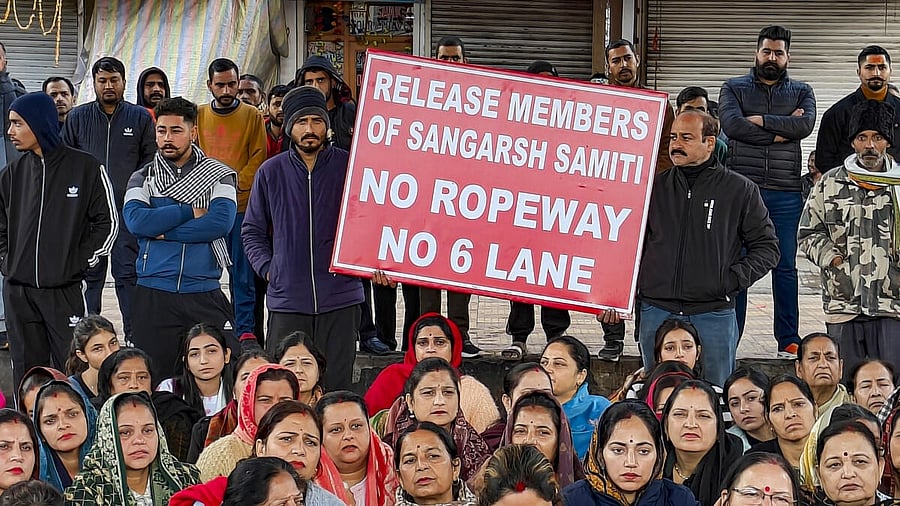 RELEASE MEMBERS
OF SANGARSH SAMITI
NO ROPEWAY
NO 6 LANE